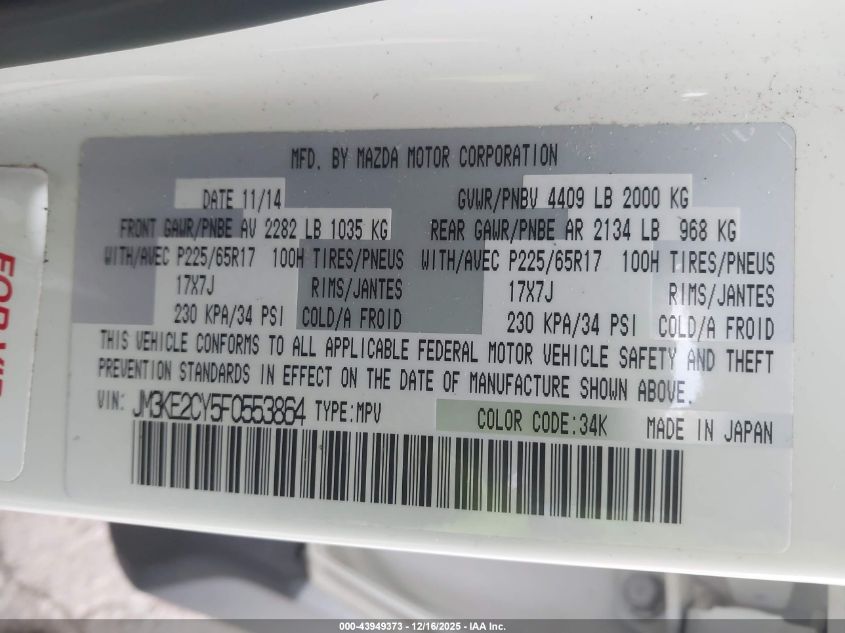 MFD. BY MAZDA MOTOR CORPORATION
DATE 11/14
GVWR/PNBV 4409 LB 2000 KG
FRONT GAWR/PNBE AV 2282 LB 1035 KG
REAR GAWR/PNBE AR 2134 LB 968 KG
WITH/AVEC P225/65R17 100H TIRES/PNEUS
WITH/AVEC P225/65R17 100H TIRES/PNEUS
17X7J RIMS/JANTES
17X7J RIMS/JANTES
230 KPA/34 PSI COLD/A FROID
230 KPA/34 PSI COLD/A FROID
THIS VEHICLE CONFORMS TO ALL APPLICABLE FEDERAL MOTOR VEHICLE SAFETY AND THEFT
PREVENTION STANDARDS IN EFFECT ON THE DATE OF MANUFACTURE SHOWN ABOVE.
VIN: JM3KE2CY5F0553864 TYPE:MPV
COLOR CODE:34K MADE IN JAPAN
FOR
000-43949373 - 12/16/2025 - IAA Inc.